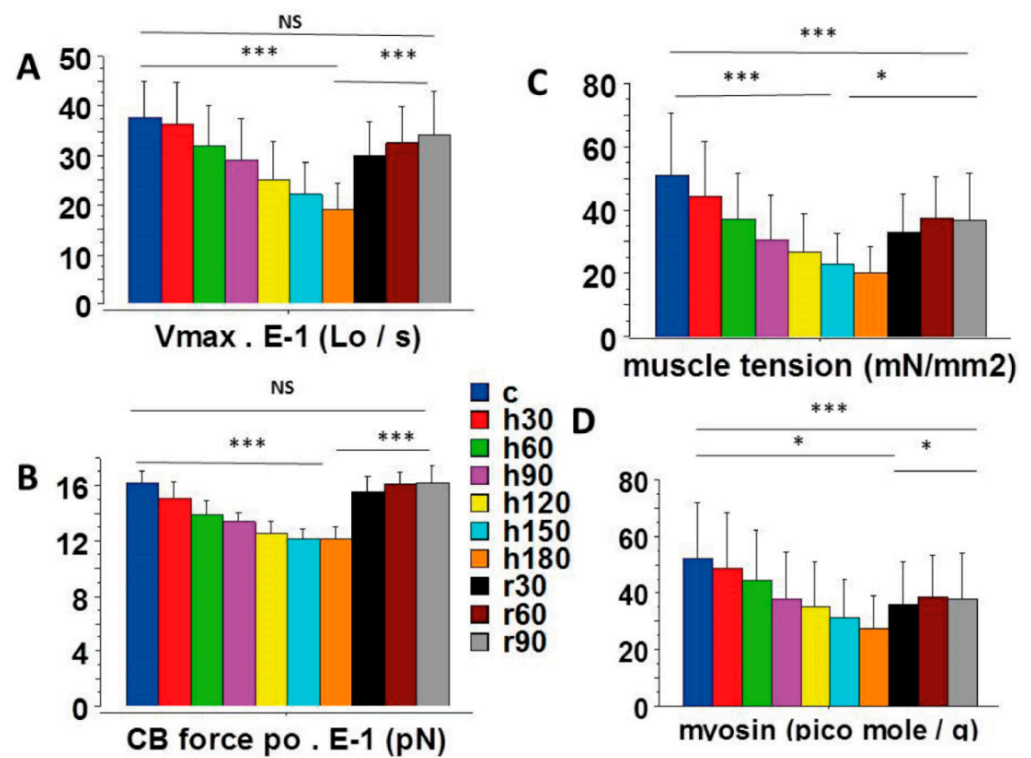 A
NS
***
***
50
40
30
20
10
0
Vmax . E-1 (Lo / s)
B
NS
***
***
16
12
8
4
0
CB force po . E-1 (pN)
c
h30
h60
h90
h120
h150
h180
r30
r60
r90
C
***
***
*
80
60
40
20
0
muscle tension (mN/mm2)
D
***
*
*
80
60
40
20
0
myosin (pico mole / g)